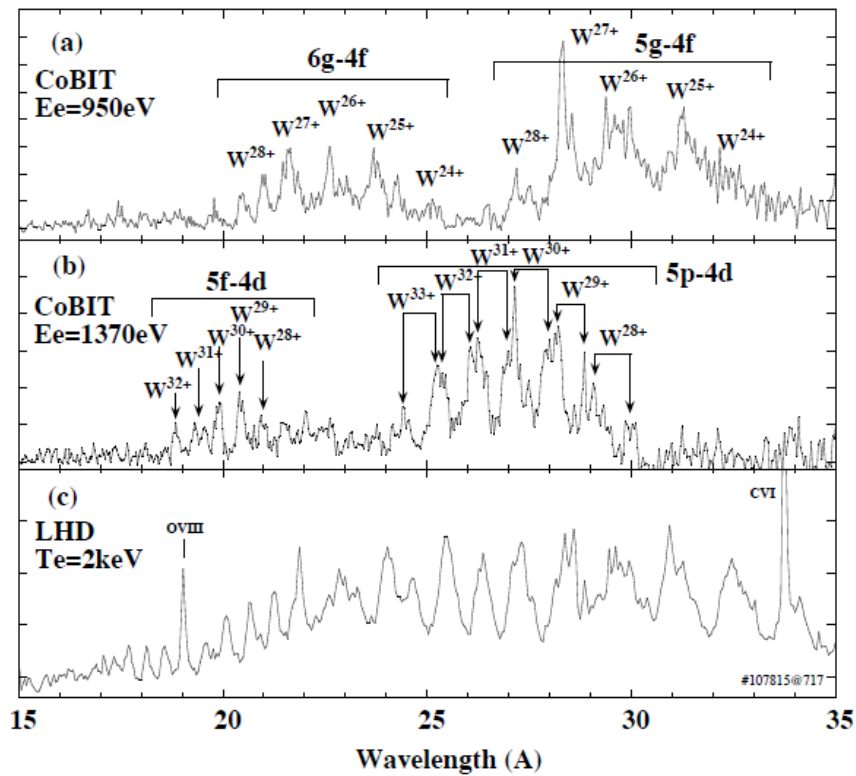 (a)
CoBIT
Ee=950eV
6g-4f
5g-4f
W28+
W27+
W26+
W25+
W24+
W28+
W27+
W26+
W25+
W24+
(b)
CoBIT
Ee=1370eV
5f-4d
5p-4d
W32+
W31+
W30+
W29+
W28+
W33+
W32+
W31+
W30+
W29+
W28+
(c)
LHD
Te=2keV
OVIII
CVI
#107815@717
15 20 25 30 35
Wavelength (A)